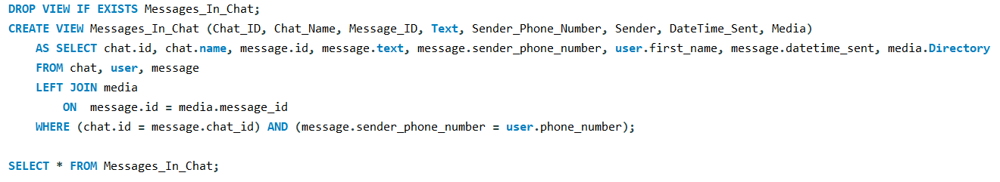 DROP VIEW IF EXISTS Messages_In_Chat;
CREATE VIEW Messages_In_Chat (Chat_ID, Chat_Name, Message_ID, Text, Sender_Phone_Number, Sender, DateTime_Sent, Media)
    AS SELECT chat.id, chat.name, message.id, message.text, message.sender_phone_number, user.first_name, message.datetime_sent, media.Directory
    FROM chat, user, message
    LEFT JOIN media
        ON  message.id = media.message_id
    WHERE (chat.id = message.chat_id) AND (message.sender_phone_number = user.phone_number);
SELECT * FROM Messages_In_Chat;